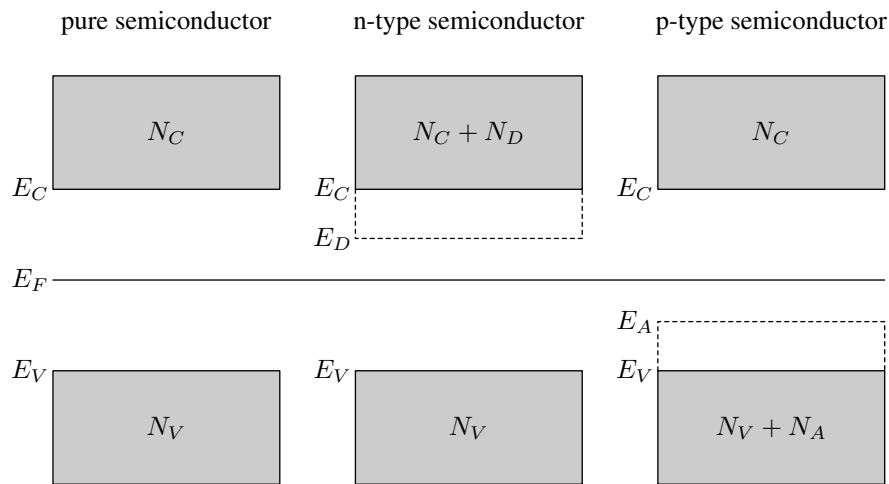 pure semiconductor n-type semiconductor p-type semiconductor
N_C N_C + N_D N_C
E_C E_C E_C
E_D
E_F
E_A
E_V E_V E_V
N_V N_V N_V + N_A